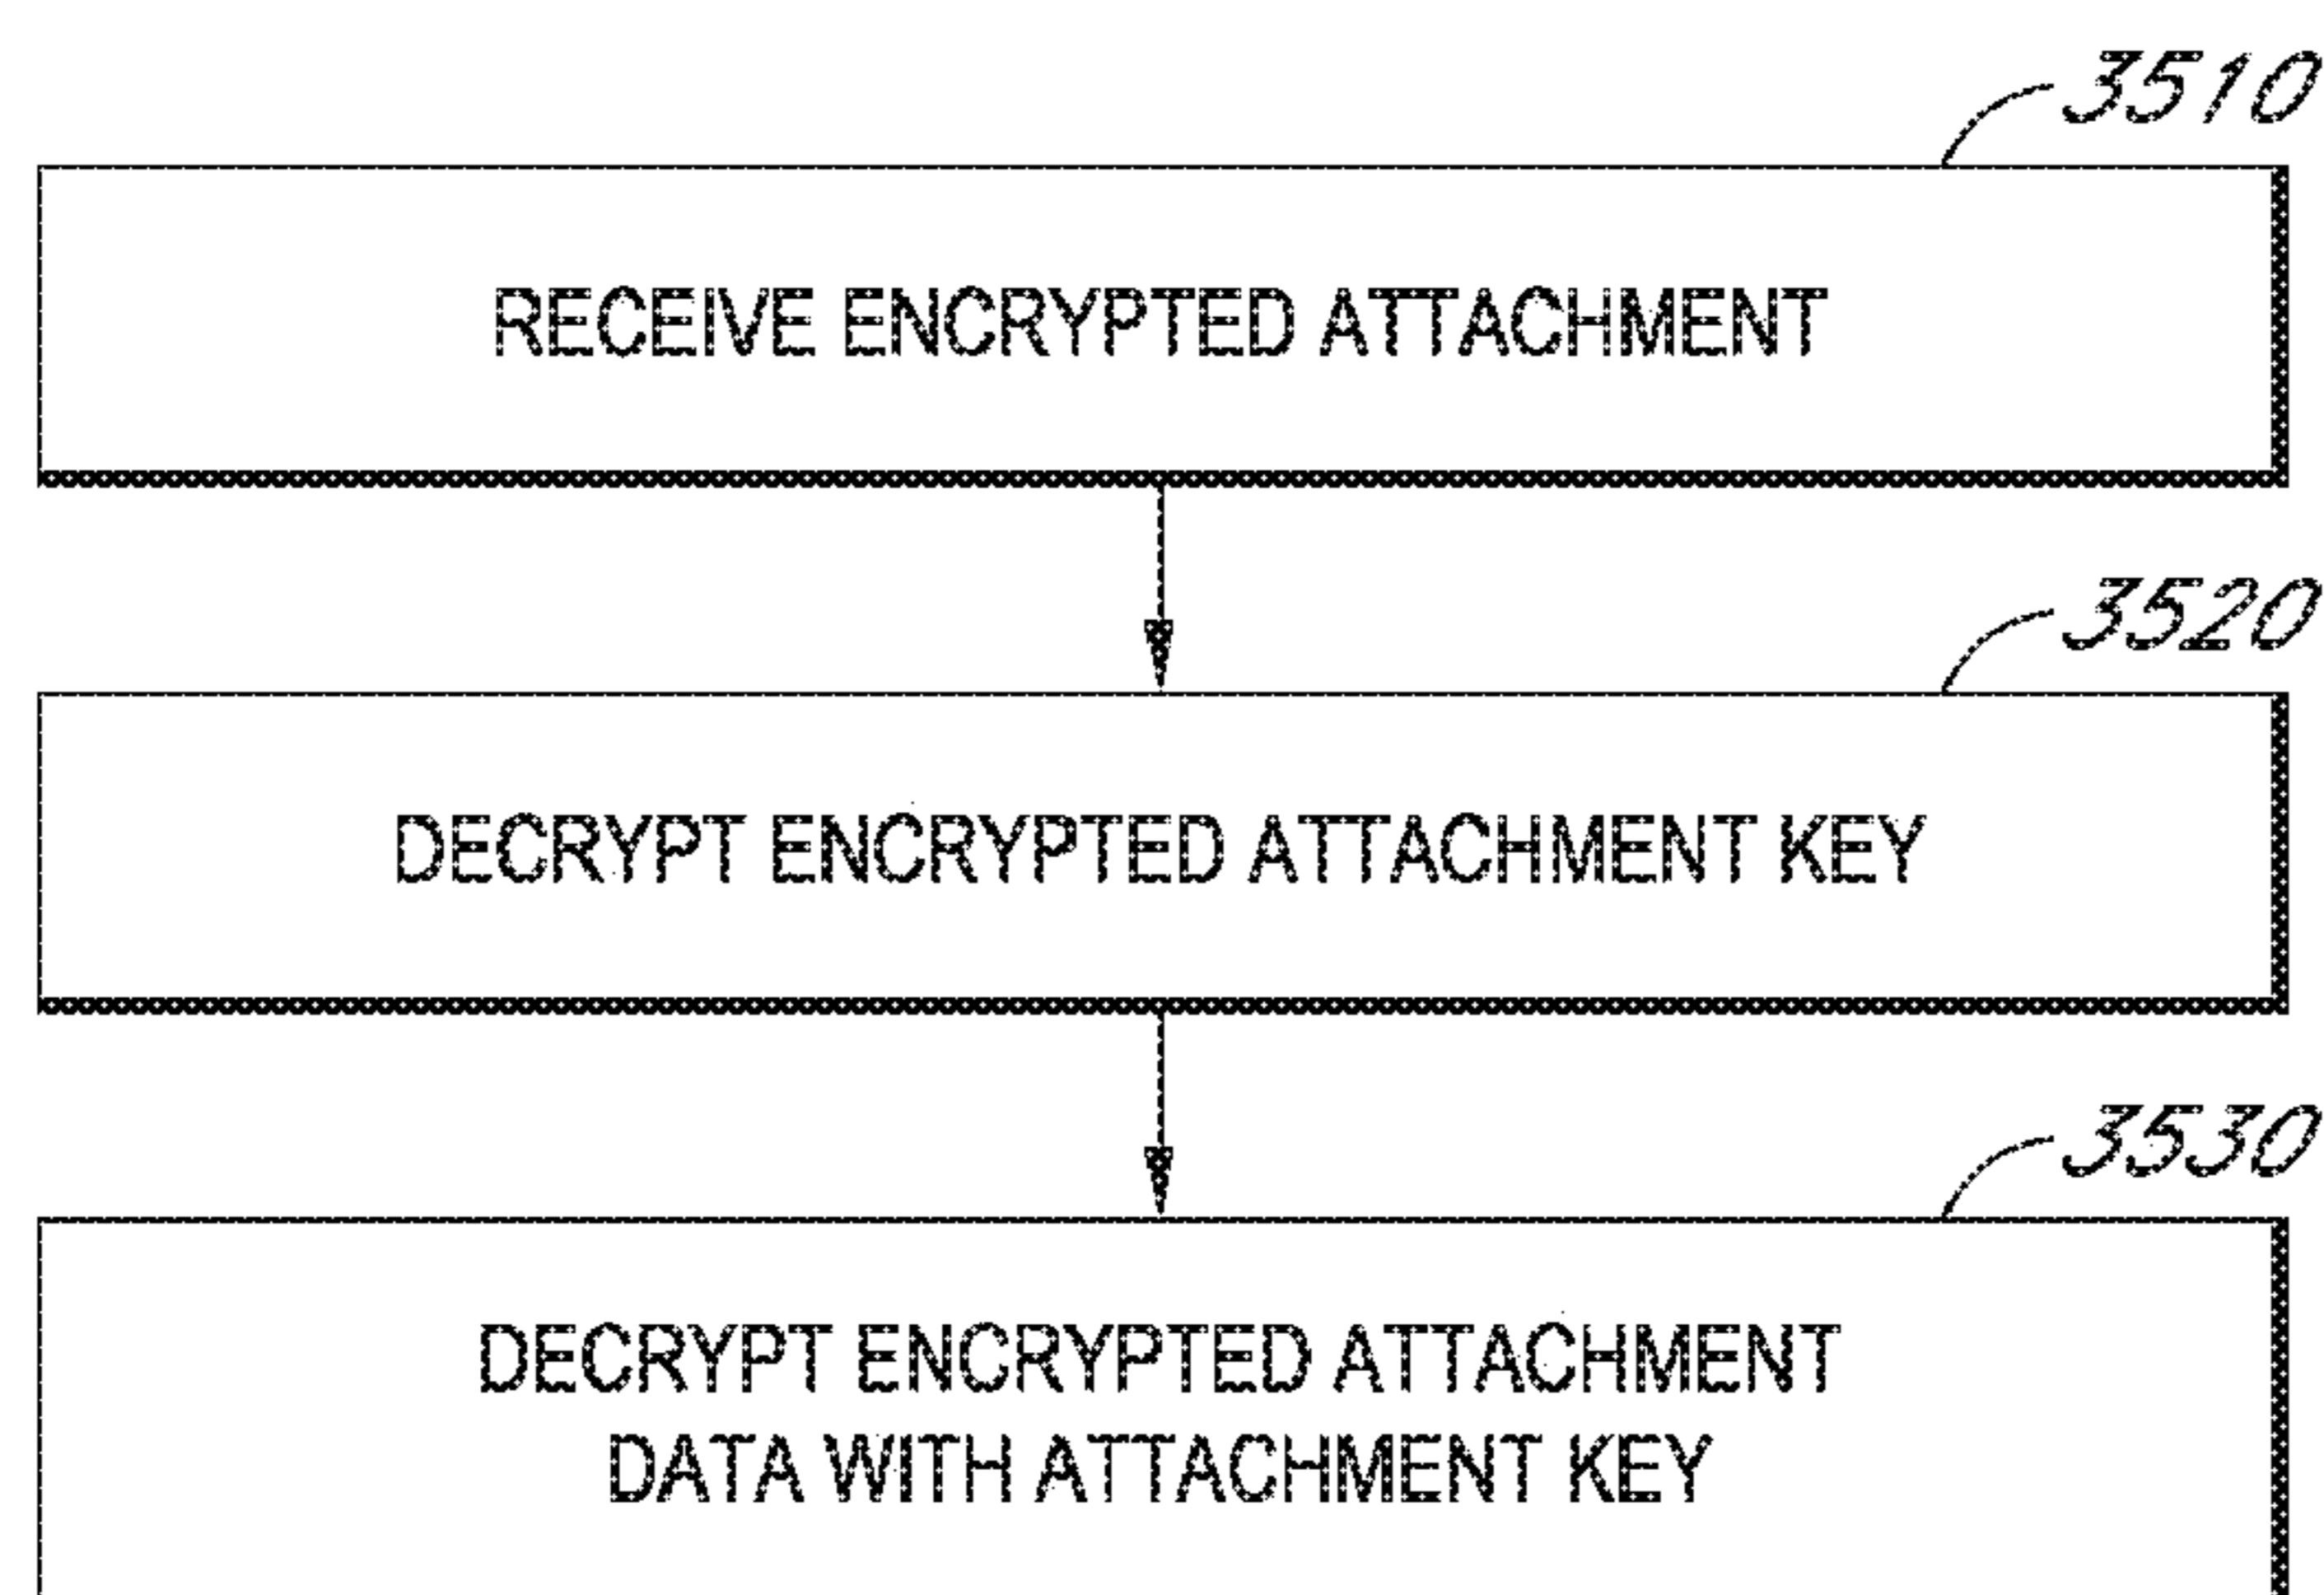 3510
RECEIVE ENCRYPTED ATTACHMENT
3520
DECRYPT ENCRYPTED ATTACHMENT KEY
3530
DECRYPT ENCRYPTED ATTACHMENT
DATA WITH ATTACHMENT KEY